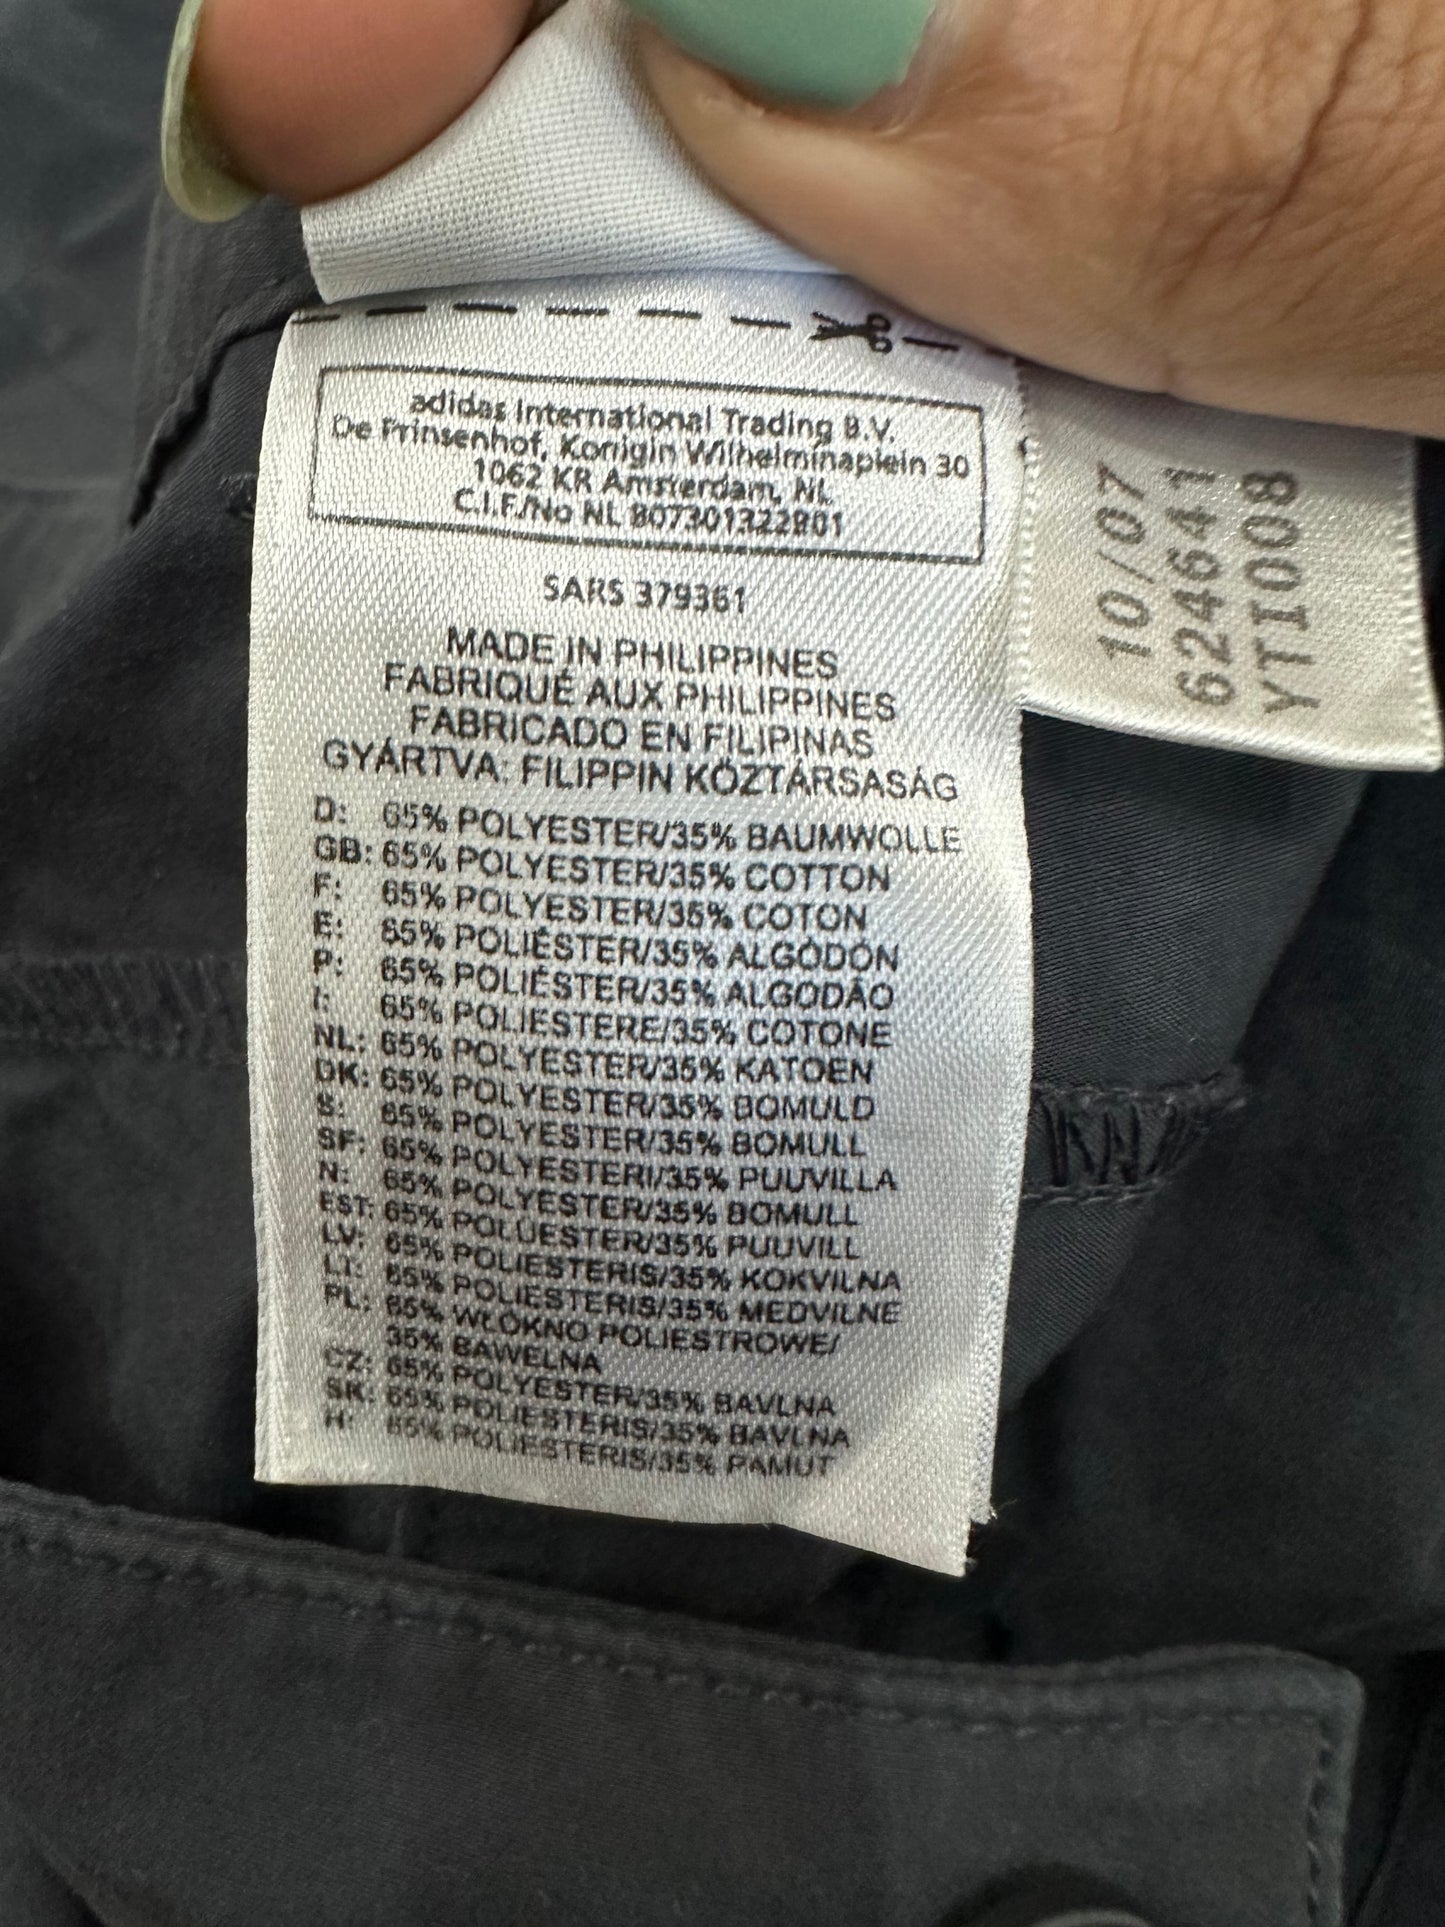 adidas International Trading B.V.
De Prinsenhof, Koningin Wilhelminaplein 30
1062 KR Amsterdam, NL
C.I.F./No NL 807301322B01
SARS 379361
MADE IN PHILIPPINES
FABRIQUÉ AUX PHILIPPINES
FABRICADO EN FILIPINAS
GYÁRTVA: FILIPPIN KÖZTÁRSASÁG
D: 65% POLYESTER/35% BAUMWOLLE
GB: 65% POLYESTER/35% COTTON
F: 65% POLYESTER/35% COTON
E: 65% POLIÉSTER/35% ALGODÓN
P: 65% POLIÉSTER/35% ALGODÃO
I: 65% POLIESTERE/35% COTONE
NL: 65% POLYESTER/35% KATOEN
DK: 65% POLYESTER/35% BOMULD
S: 65% POLYESTER/35% BOMULL
SF: 65% POLYESTERI/35% PUUVILLA
N: 65% POLYESTER/35% BOMULL
EST: 65% POLÜESTER/35% PUUVILL
LV: 65% POLIESTERIS/35% KOKVILNA
LT: 65% POLIESTERIS/35% MEDVILNE
PL: 65% WŁÓKNO POLIESTROWE/
35% BAWEŁNA
CZ: 65% POLYESTER/35% BAVLNA
SK: 65% POLIESTERIS/35% BAVLNA
H: 65% POLIESTERIS/35% PAMUT
10/07
624641
YTI008